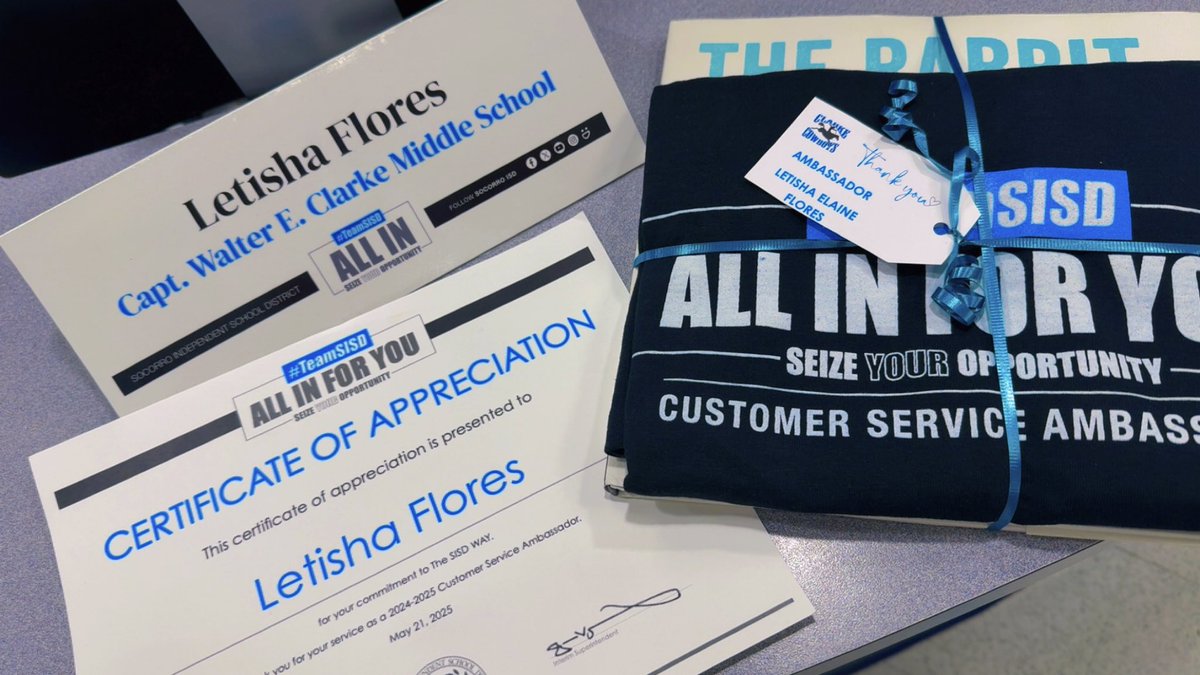 Letisha Flores
Capt. Walter E. Clarke Middle School
SOCORRO INDEPENDENT SCHOOL DISTRICT
#TeamSISD
ALL IN
SEIZE YOUR OPPORTUNITY
FOLLOW SOCORRO ISD
#TeamSISD
ALL IN FOR YOU
SEIZE YOUR OPPORTUNITY
CERTIFICATE OF APPRECIATION
This certificate of appreciation is presented to
Letisha Flores
for your commitment to The SISD WAY.
you for your service as a 2024-2025 Customer Service Ambassador.
May 21, 2025
Interim Superintendent
THE RABBIT
CLARKE
COWBOYS
Thank you
AMBASSADOR
LETISHA ELAINE
FLORES
SISD
ALL IN FOR YO
SEIZE YOUR OPPORTUNITY
CUSTOMER SERVICE AMBASS